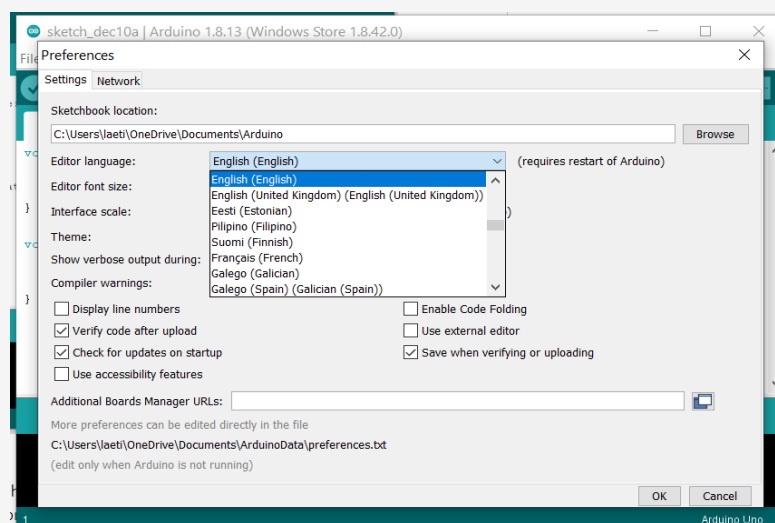 sketch_dec10a | Arduino 1.8.13 (Windows Store 1.8.42.0)
File
Preferences
Settings Network
Sketchbook location:
C:\Users\laeti\OneDrive\Documents\Arduino Browse
Editor language: English (English) (requires restart of Arduino)
English (English)
Editor font size:
English (United Kingdom) (English (United Kingdom))
Interface scale: Eesti (Estonian) )
Pilipino (Filipino)
Theme:
Suomi (Finnish)
Show verbose output during: Français (French)
Galego (Galician)
Compiler warnings:
Galego (Spain) (Galician (Spain))
Display line numbers Enable Code Folding
Verify code after upload Use external editor
Check for updates on startup Save when verifying or uploading
Use accessibility features
Additional Boards Manager URLs:
More preferences can be edited directly in the file
C:\Users\laeti\OneDrive\Documents\ArduinoData\preferences.txt
(edit only when Arduino is not running)
OK Cancel
1 Arduino Uno